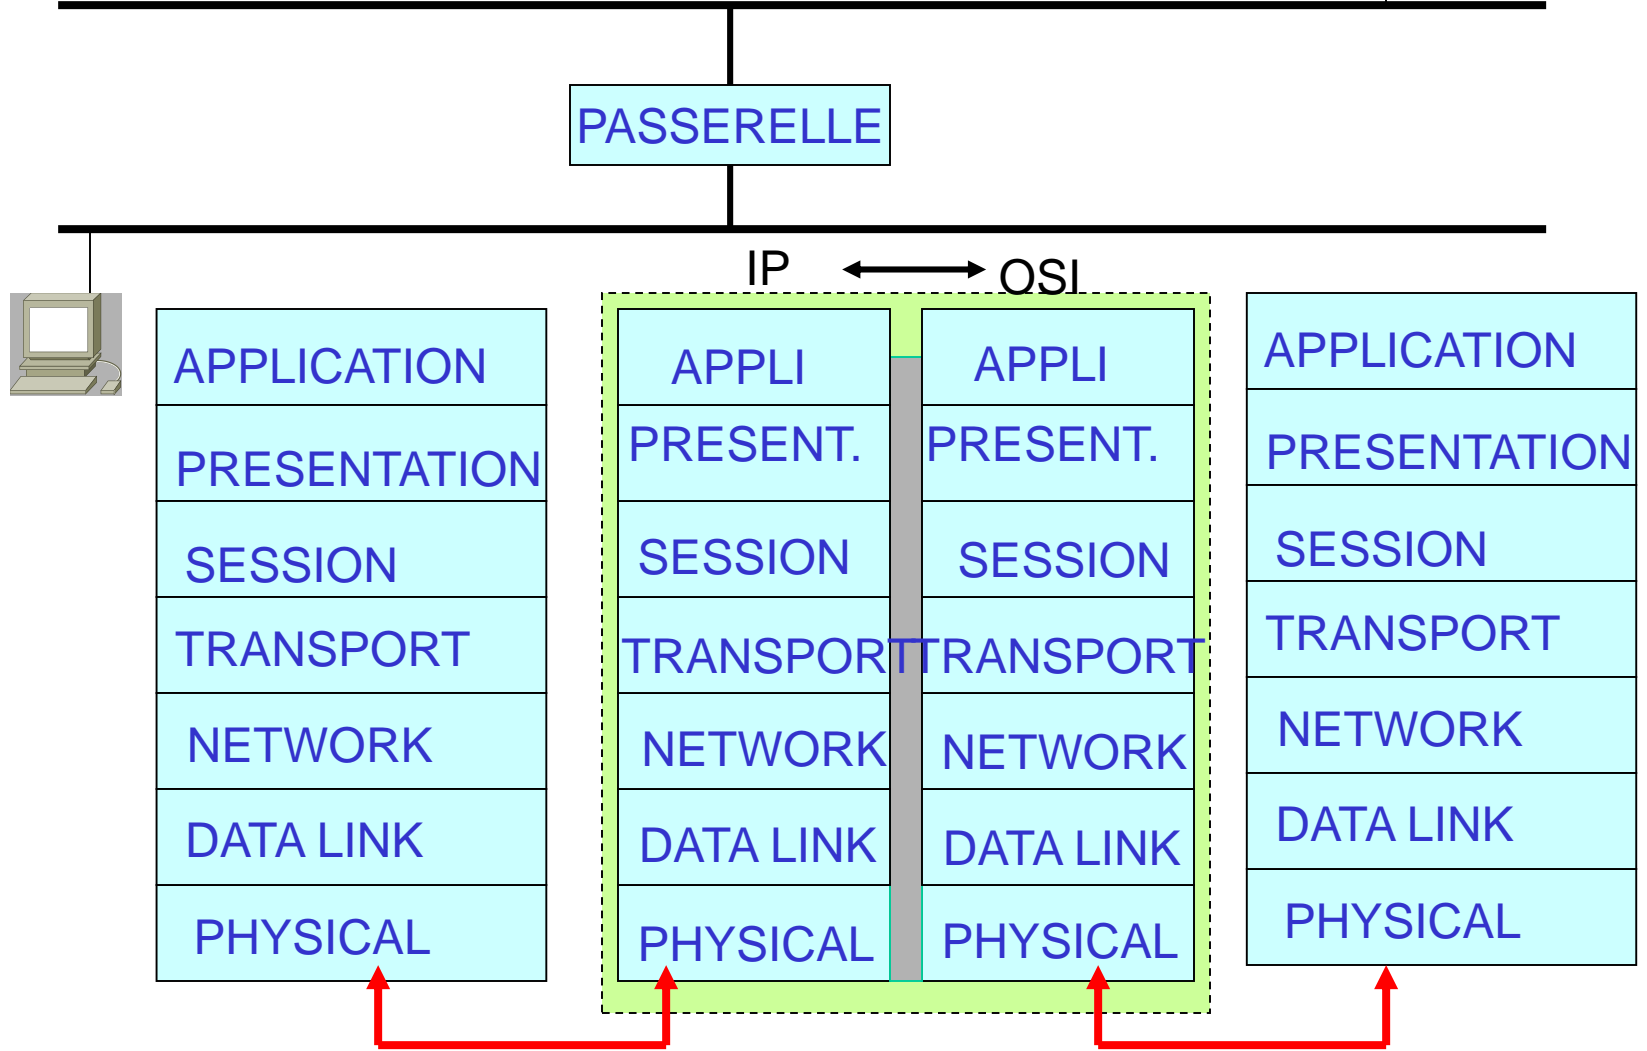 PASSERELLE
IP
OSI
APPLICATION
PRESENTATION
SESSION
TRANSPORT
NETWORK
DATA LINK
PHYSICAL
APPLI
PRESENT.
SESSION
TRANSPORT
NETWORK
DATA LINK
PHYSICAL
APPLI
PRESENT.
SESSION
TRANSPORT
NETWORK
DATA LINK
PHYSICAL
APPLICATION
PRESENTATION
SESSION
TRANSPORT
NETWORK
DATA LINK
PHYSICAL